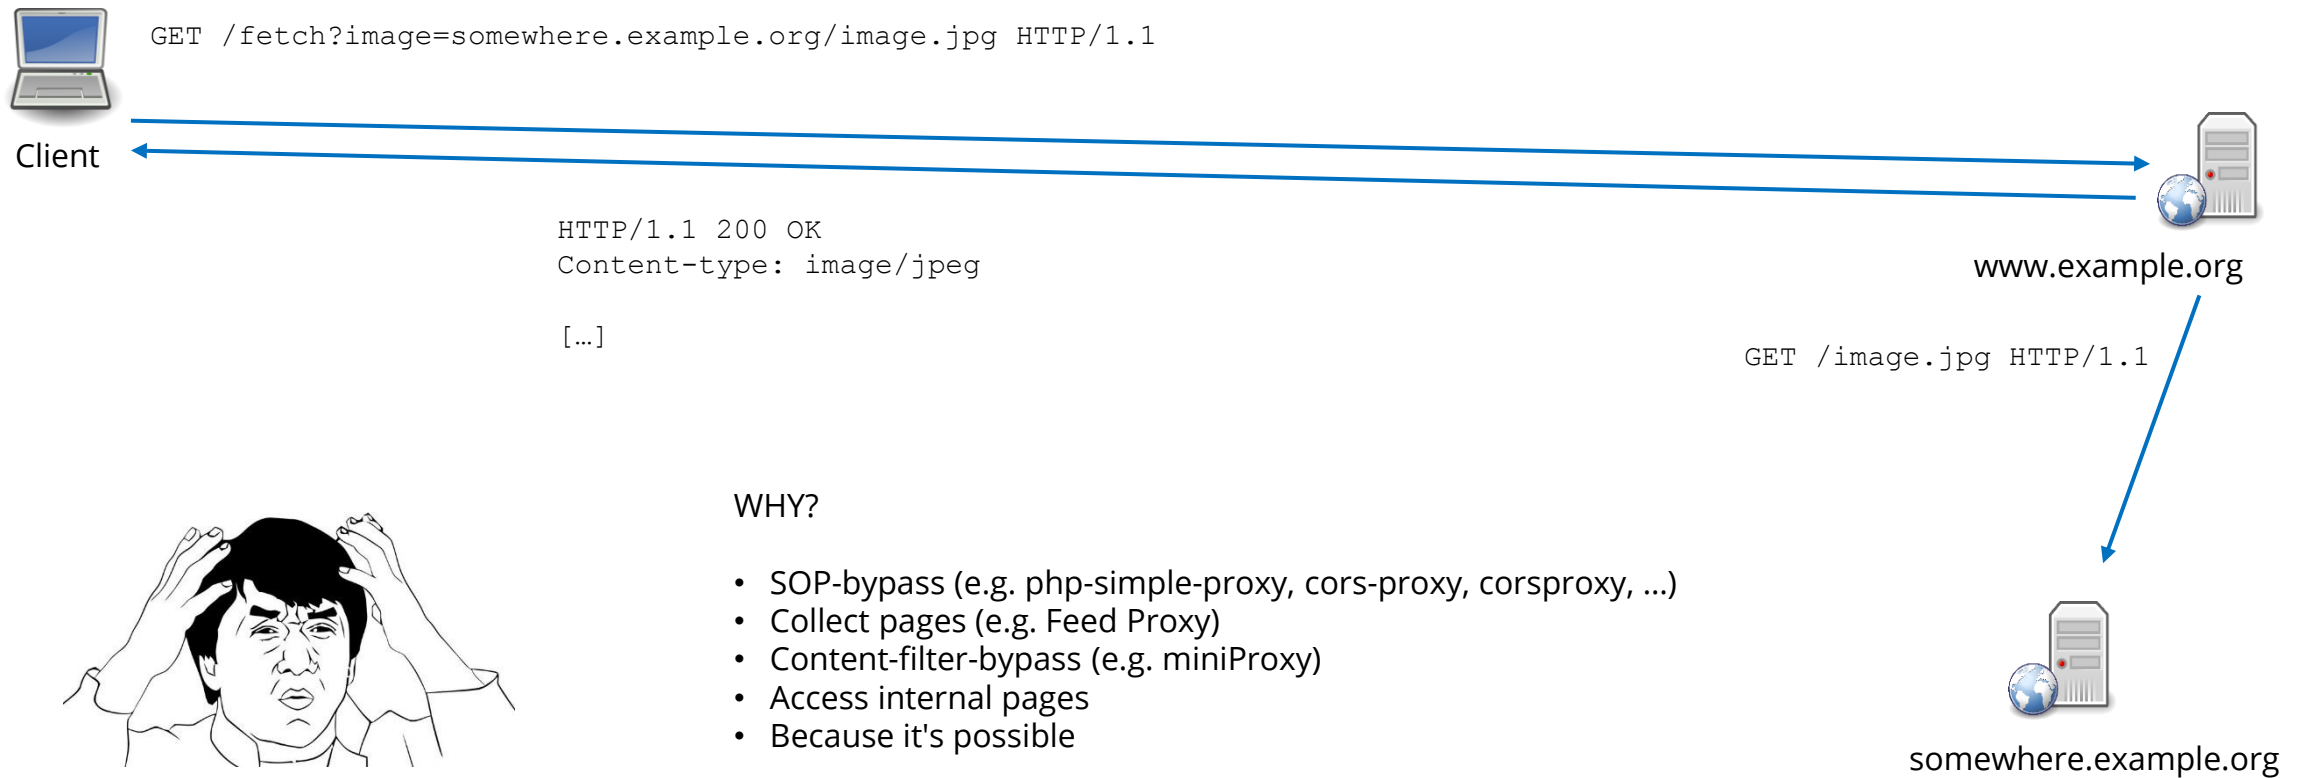 GET /fetch?image=somewhere.example.org/image.jpg HTTP/1.1
Client
HTTP/1.1 200 OK
Content-type: image/jpeg
[…]
www.example.org
GET /image.jpg HTTP/1.1
WHY?
• SOP-bypass (e.g. php-simple-proxy, cors-proxy, corsproxy, …)
• Collect pages (e.g. Feed Proxy)
• Content-filter-bypass (e.g. miniProxy)
• Access internal pages
• Because it's possible
somewhere.example.org